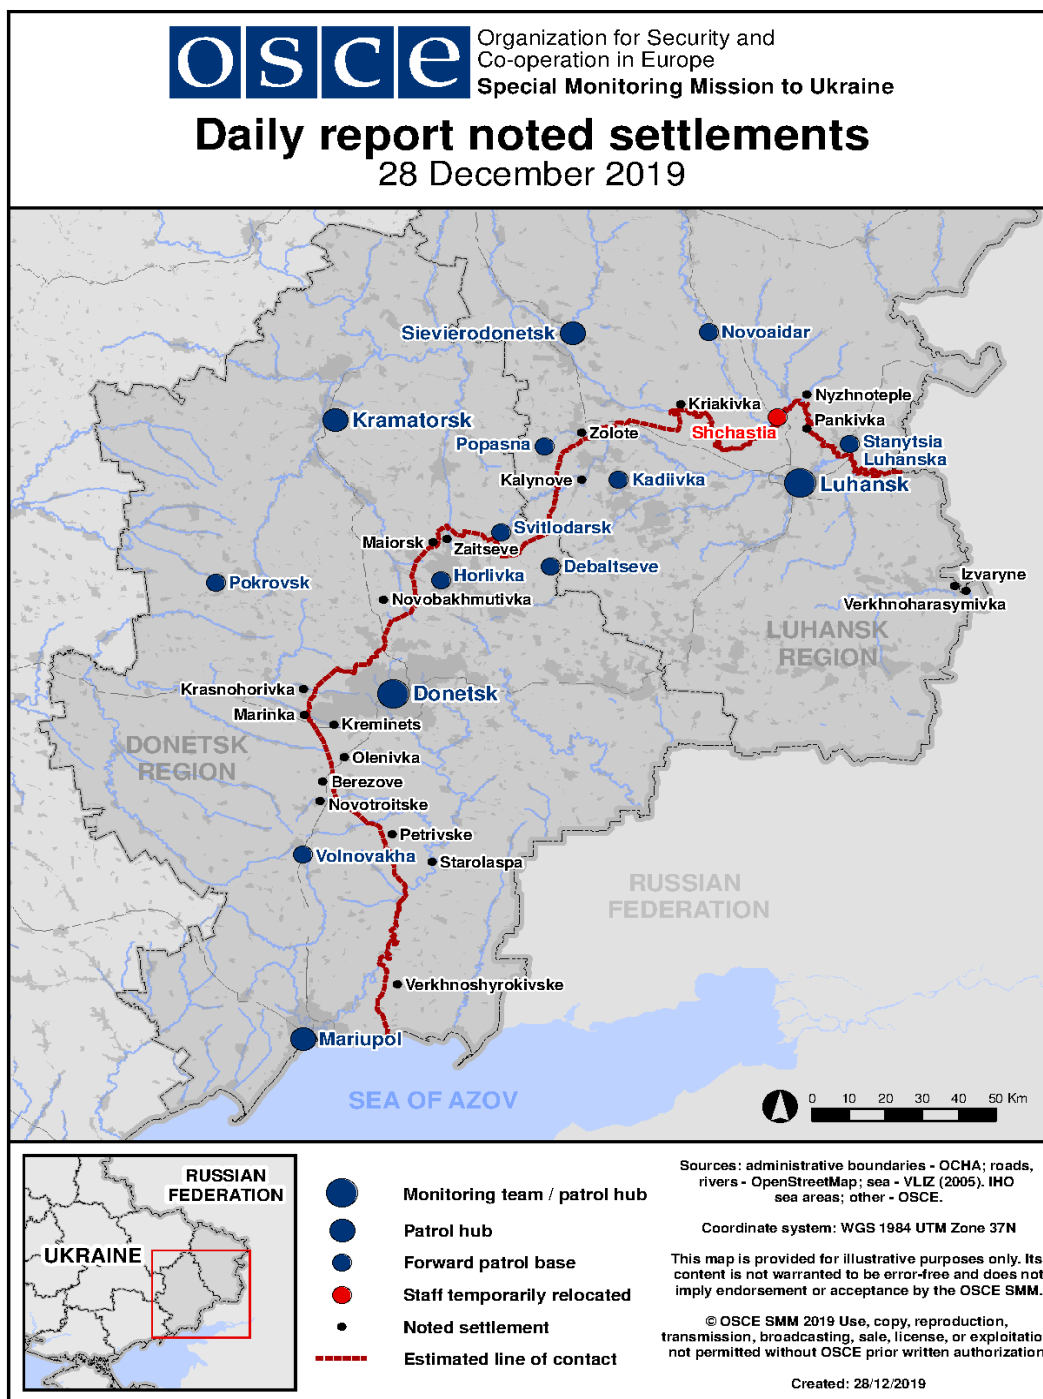 osce
Organization for Security and
Co-operation in Europe
Special Monitoring Mission to Ukraine
Daily report noted settlements
28 December 2019
Sievierodonetsk
Novoaidar
Nyzhnoteple
Kriakivka
Kramatorsk
Pankivka
Zolote
Shchastia
Popasna
Stanytsia
Luhanska
Kalynove
Kadiivka
Luhansk
Svitlodarsk
Maiorsk
Zaitseve
Debaltseve
Izvaryne
Pokrovsk
Horlivka
Novobakhmutivka
Verkhnoharasymivka
LUHANSK
REGION
Krasnohorivka
Donetsk
Marinka
Kreminets
DONETSK
REGION
Olenivka
Berezove
Novotroitske
Petrivske
Volnovakha
Starolaspa
RUSSIAN
FEDERATION
Verkhnoshyrokivske
Mariupol
SEA OF AZOV
0 10 20 30 40 50 Km
RUSSIAN
FEDERATION
UKRAINE
Monitoring team / patrol hub
Patrol hub
Forward patrol base
Staff temporarily relocated
Noted settlement
Estimated line of contact
Sources: administrative boundaries - OCHA; roads,
rivers - OpenStreetMap; sea - VLIZ (2005). IHO
sea areas; other - OSCE.
Coordinate system: WGS 1984 UTM Zone 37N
This map is provided for illustrative purposes only. Its
content is not warranted to be error-free and does not
imply endorsement or acceptance by the OSCE SMM.
© OSCE SMM 2019 Use, copy, reproduction,
transmission, broadcasting, sale, license, or exploitatio
not permitted without OSCE prior written authorization
Created: 28/12/2019